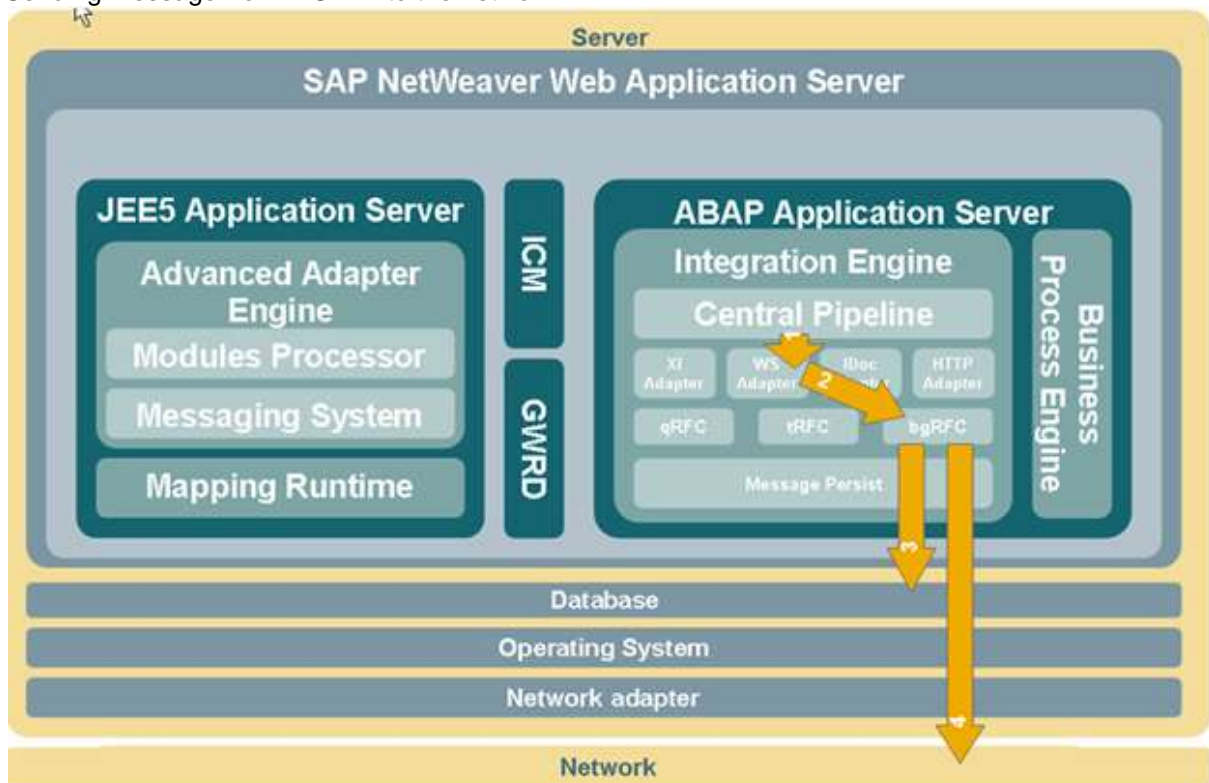 Server
SAP NetWeaver Web Application Server
JEE5 Application Server
Advanced Adapter
Engine
Modules Processor
Messaging System
Mapping Runtime
ICM
GWRD
ABAP Application Server
Integration Engine
Central Pipeline
1
XI
Adapter
WS
Adapter
2
IDoc
HTTP
Adapter
qRFC
tRFC
bgRFC
Message Persist
3
4
Business
Process Engine
Database
Operating System
Network adapter
Network